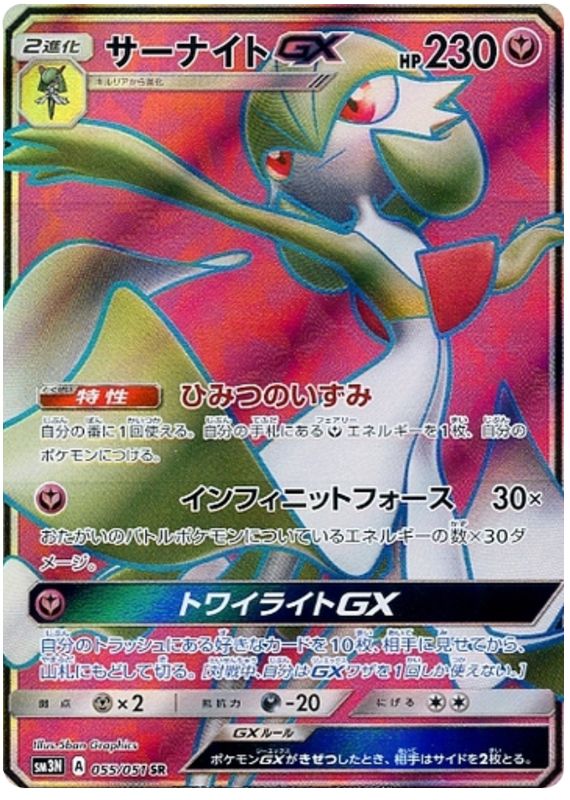 2進化 サーナイトGX HP230
キルリアから進化
特性 ひみつのいずみ
自分の番に1回使える。自分の手札にあるエネルギーを1枚、自分の
ポケモンにつける。
インフィニットフォース 30×
おたがいのバトルポケモンについているエネルギーの数×30ダ
メージ。
トワイライトGX
自分のトラッシュにある好きなカードを10枚、相手に見せてから、
山札にもどして切る。[対戦中、自分はGXワザを1回しか使えない。]
弱点 ×2 抵抗力 -20 にげる
Illus. 5ban Graphics
GXルール
SM3N A 055/051 SR
ポケモンGXがきぜつしたとき、相手はサイドを2枚とる。